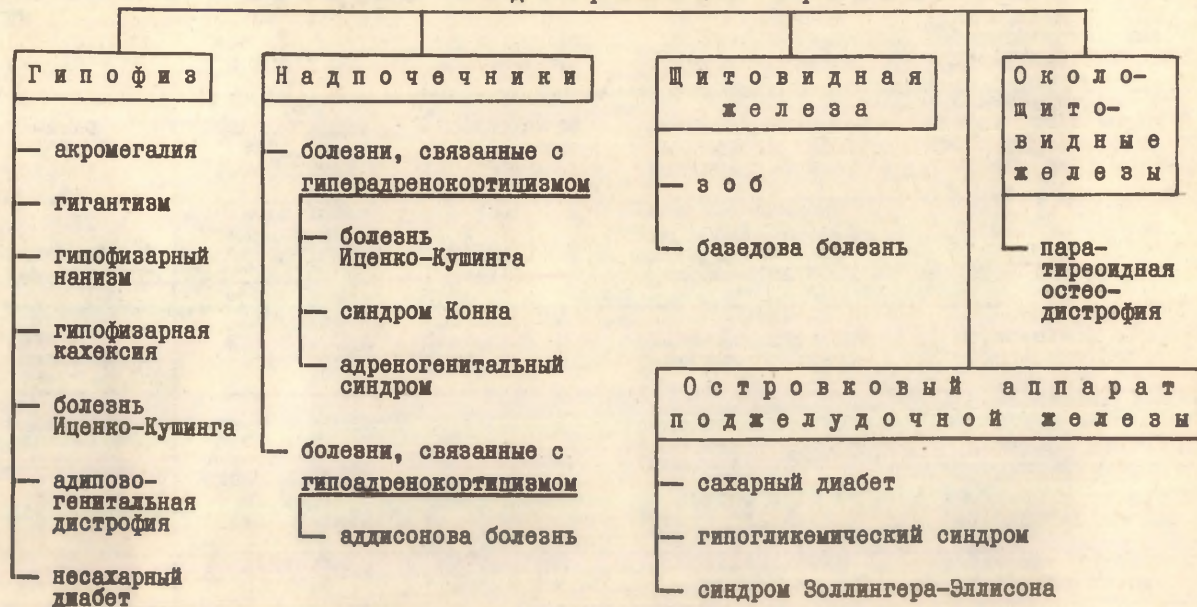 Гипофиз
акромегалия
гигантизм
гипофизарный
нанизм
гипофизарная
кахексия
болезнь
Иценко-Кушинга
адипозо-
генитальная
дистрофия
несахарный
диабет
Надпочечники
болезни, связанные с
гиперадренокортицизмом
болезнь
Иценко-Кушинга
синдром Конна
адреногенитальный
синдром
болезни, связанные с
гипоадренокортицизмом
аддисонова болезнь
Щитовидная
железа
зоб
базедова болезнь
Около-
щито-
видные
железы
пара-
тиреоидная
остео-
дистрофия
Островковый аппарат
поджелудочной железы
сахарный диабет
гипогликемический синдром
синдром Золлингера-Эллисона